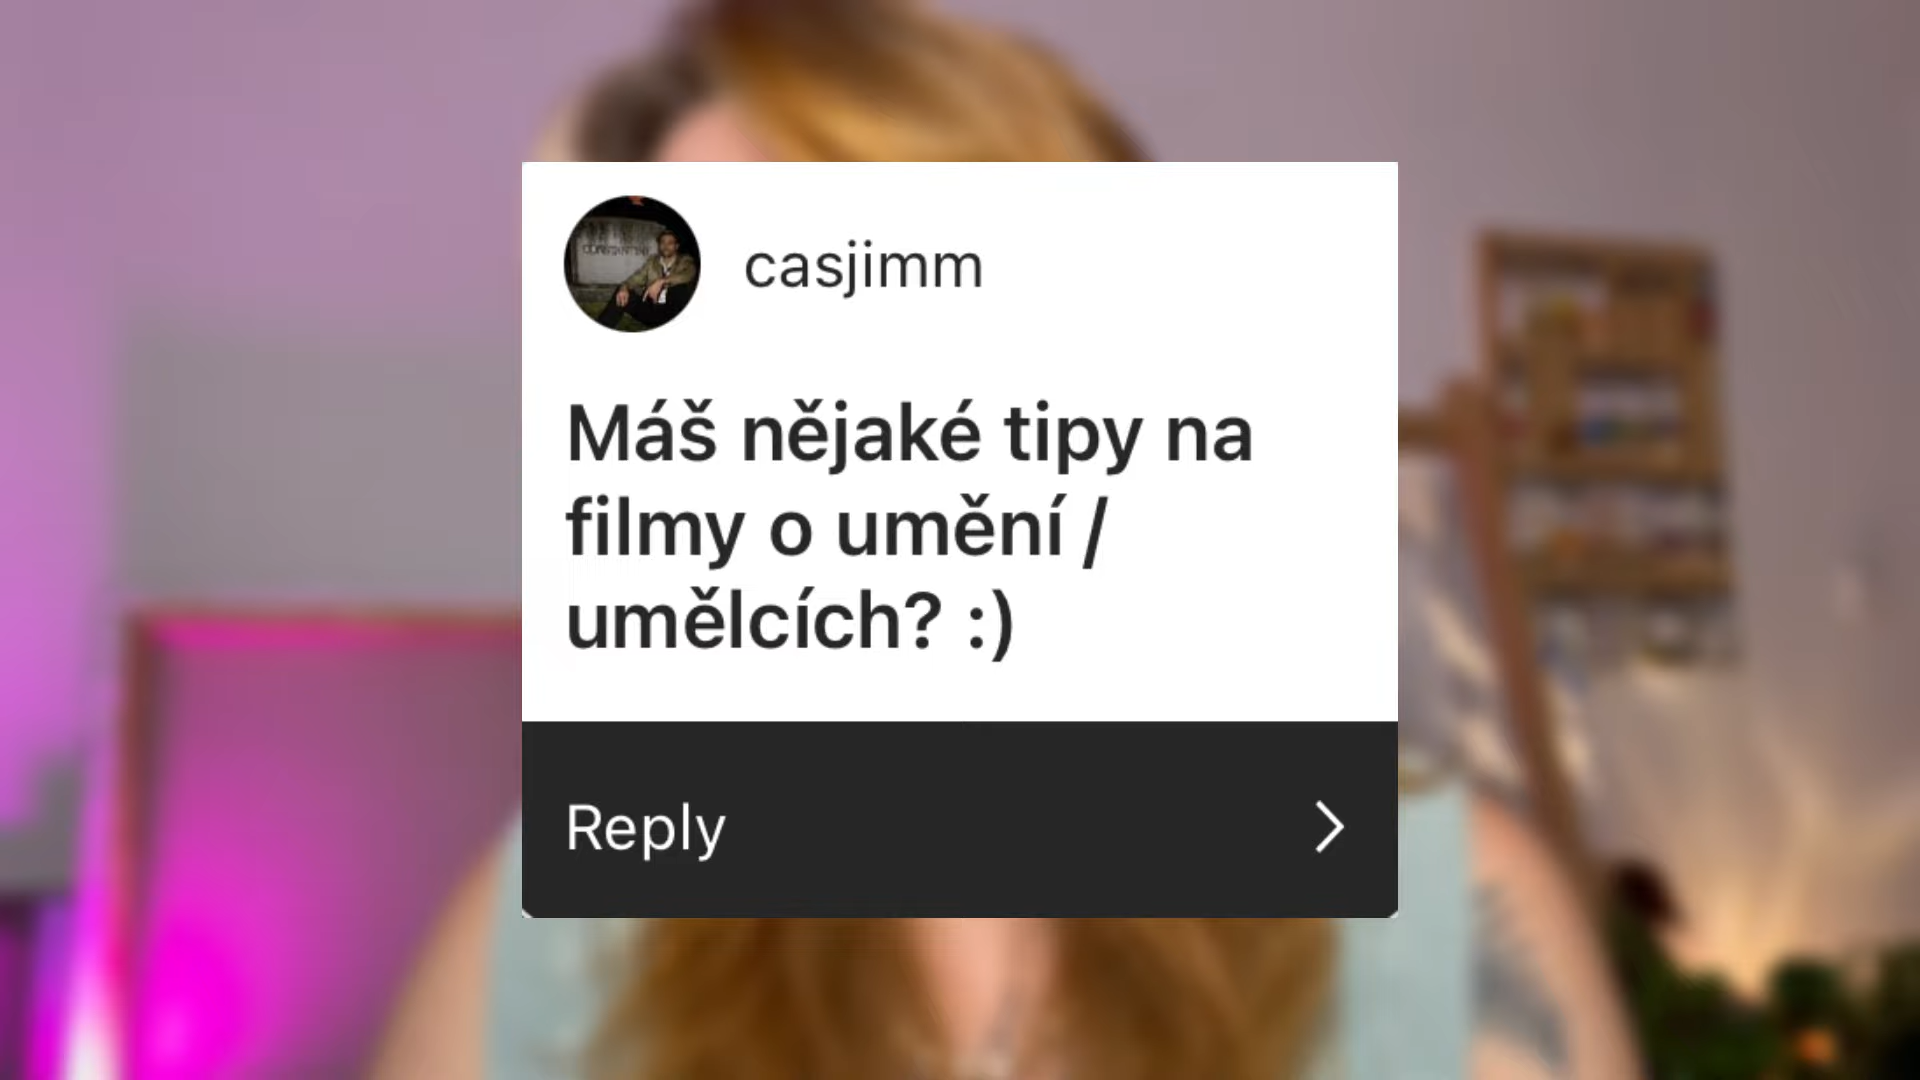 casjimm
Máš nějaké tipy na
filmy o umění /
umělcích? :)
Reply